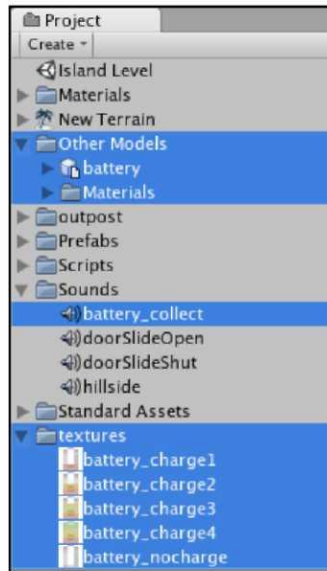 Project
Create
Island Level
Materials
New Terrain
Other Models
battery
Materials
outpost
Prefabs
Scripts
Sounds
battery_collect
doorSlideOpen
doorSlideShut
hillside
Standard Assets
textures
battery_charge1
battery_charge2
battery_charge3
battery_charge4
battery_nocharge